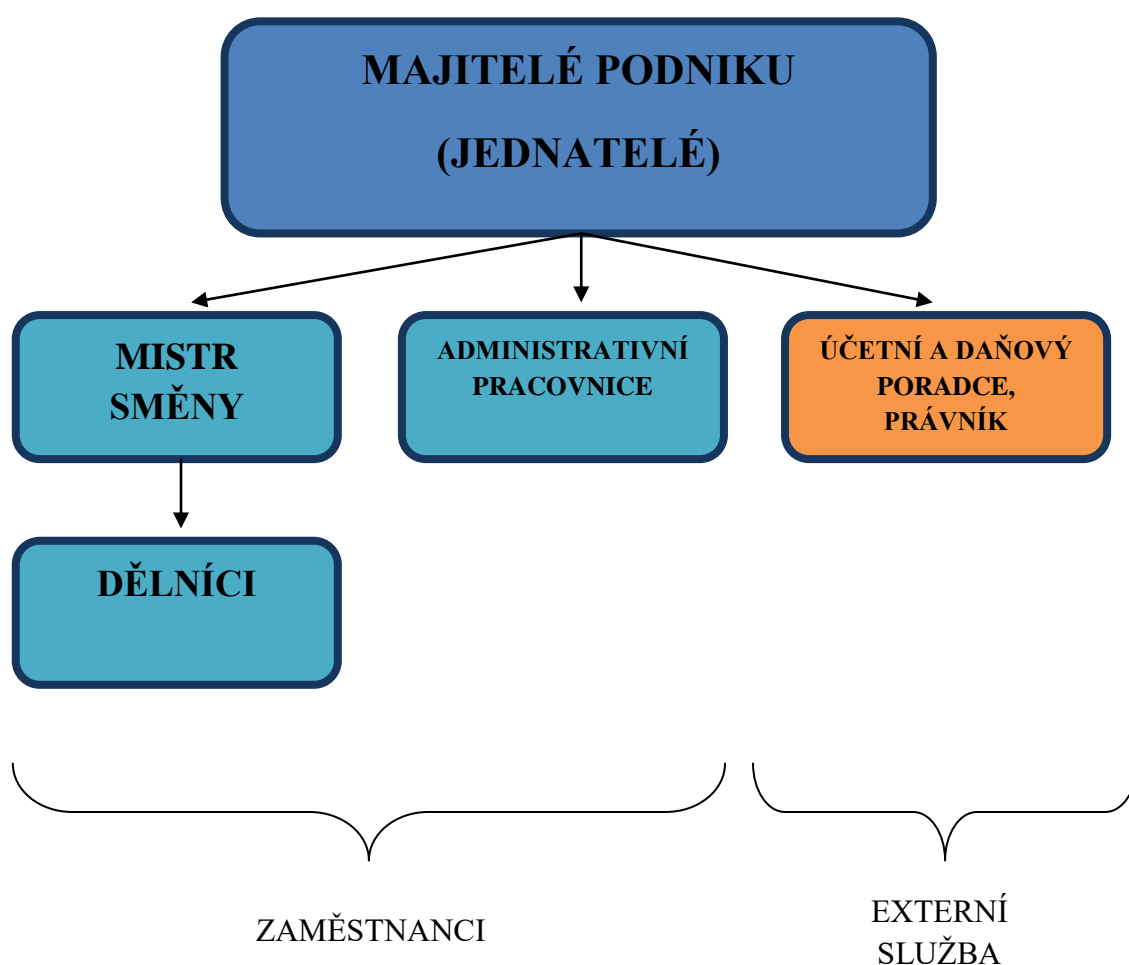 MAJITELÉ PODNIKU
(JEDNATELÉ)
MISTR
SMĚNY
ADMINISTRATIVNÍ
PRACOVNICE
ÚČETNÍ A DAŇOVÝ
PORADCE,
PRÁVNÍK
DĚLNÍCI
ZAMĚSTNANCI
EXTERNÍ
SLUŽBA